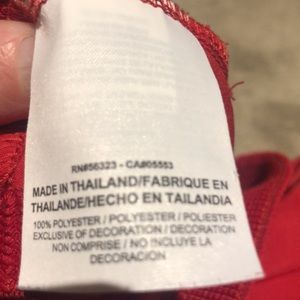 RN#56323 - CA#05553
MADE IN THAILAND/FABRIQUE EN
THAILANDE/HECHO EN TAILANDIA
100% POLYESTER / POLYESTER / POLIESTER
EXCLUSIVE OF DECORATION / DECORATION
NON COMPRISE / NO INCLUYE LA
DECORACION